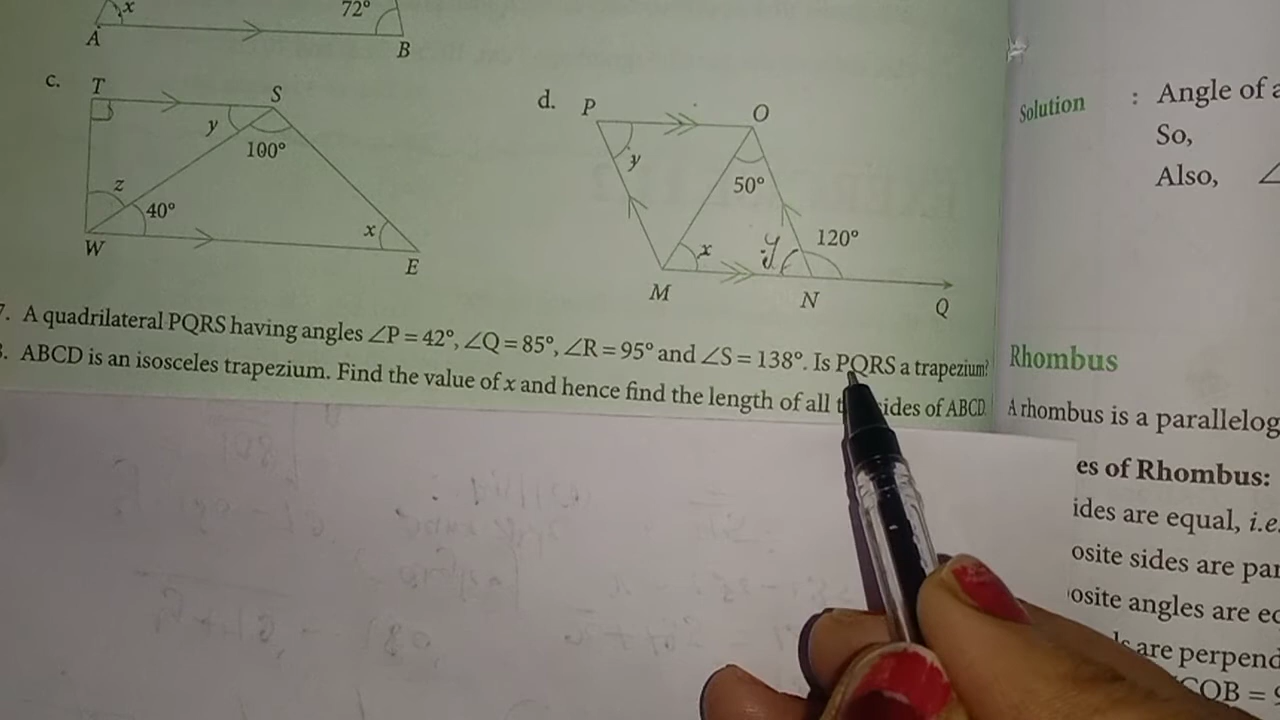 x
72°
A
B
c. T
S
y
100°
z
40°
x
W
E
d. P
O
y
50°
x
y
120°
M
N
Q
7. A quadrilateral PQRS having angles ∠P = 42°, ∠Q = 85°, ∠R = 95° and ∠S = 138°. Is PQRS a trapezium?
ABCD is an isosceles trapezium. Find the value of x and hence find the length of all sides of ABCD.
Solution : Angle of a
So,
Also, ∠
Rhombus
A rhombus is a parallelog
es of Rhombus:
ides are equal, i.e.
osite sides are par
osite angles are eq
are perpend
COB = 9